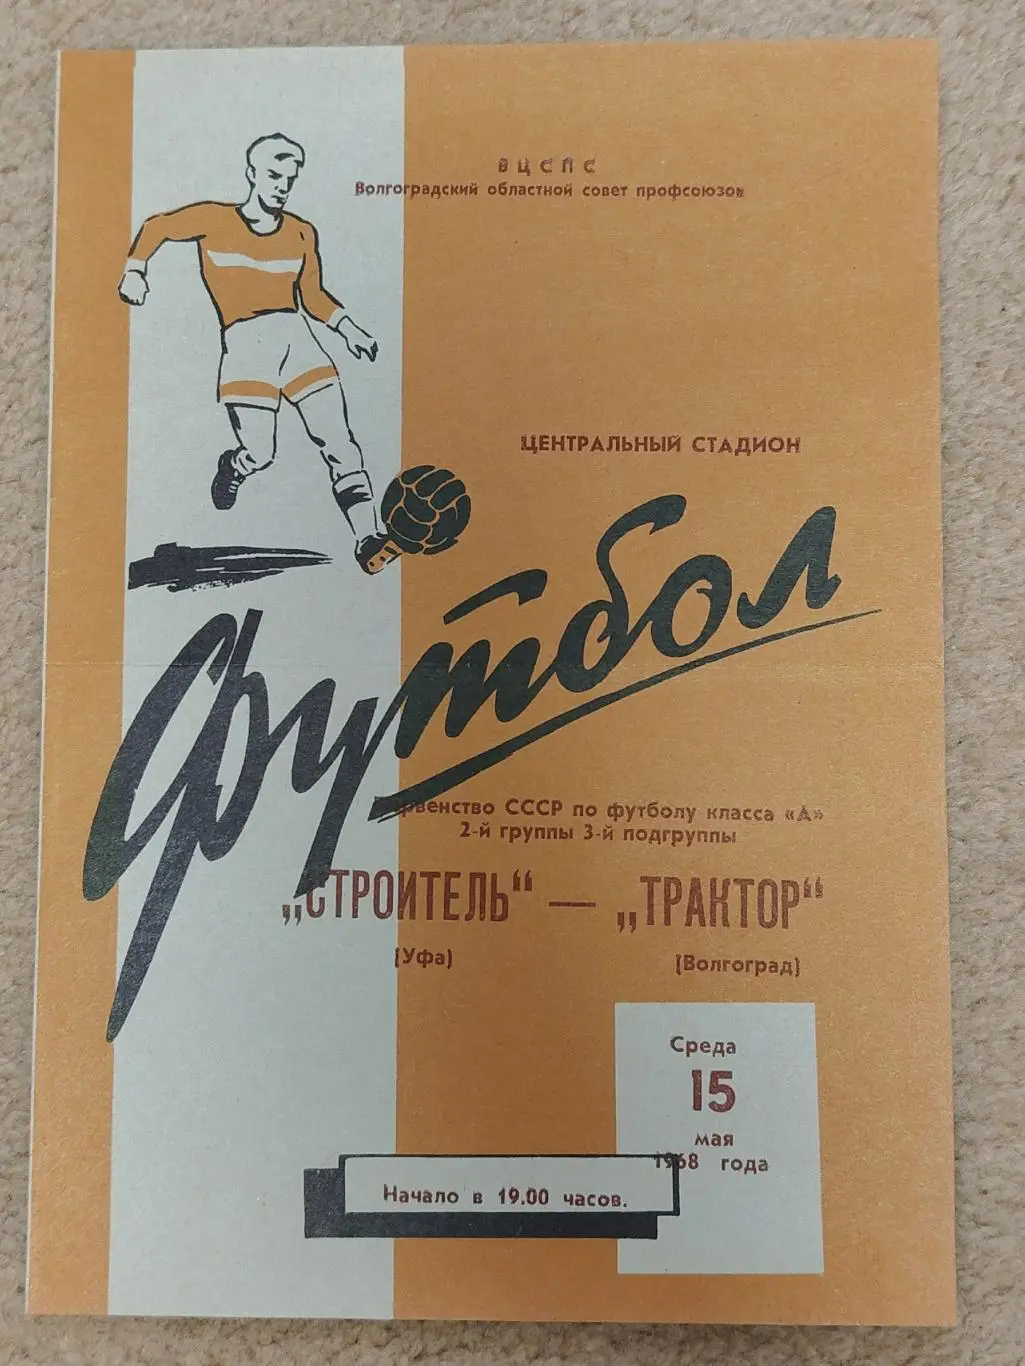 ВЦСПС
Волгоградский областной совет профсоюзов
ЦЕНТРАЛЬНЫЙ СТАДИОН
Футбол
Первенство СССР по футболу класса «А»
2-й группы 3-й подгруппы
„СТРОИТЕЛЬ“ — „ТРАКТОР“
(Уфа) (Волгоград)
Среда
15
мая
1968 года
Начало в 19.00 часов.